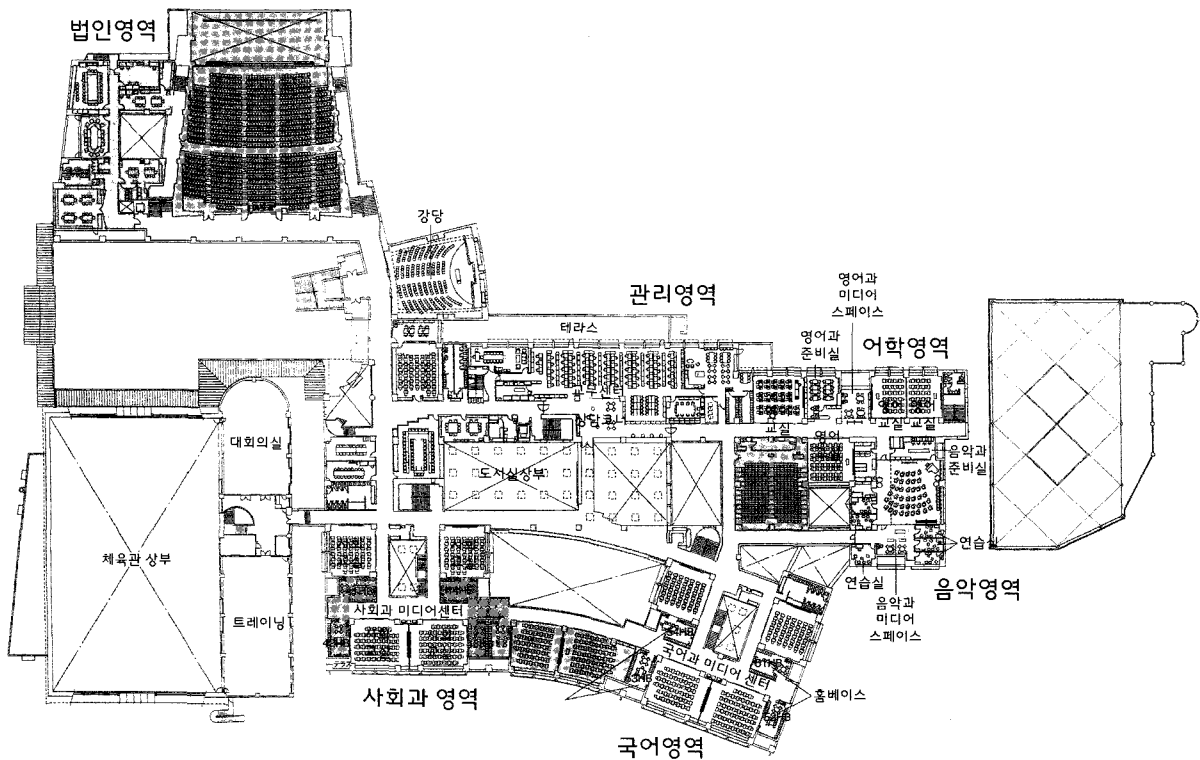 법인영역
강당
관리영역
테라스
영어과
미디어
스페이스
영어과
준비실
어학영역
교실
교실
교실
영어
음악과
준비실
대회의실
도서실상부
체육관 상부
연습
연습실
음악영역
음악과
미디어
스페이스
트레이닝
사회과 미디어센터
テラス
국어과 미디어 센터
홈베이스
사회과 영역
국어영역